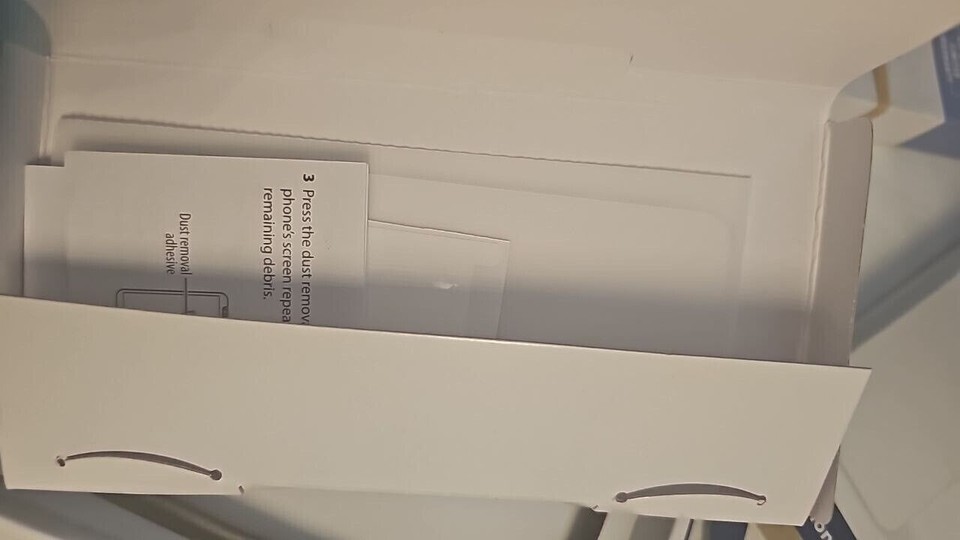 3 Press the dust remov
phone's screen repea
remaining debris.
Dust removal
adhesive